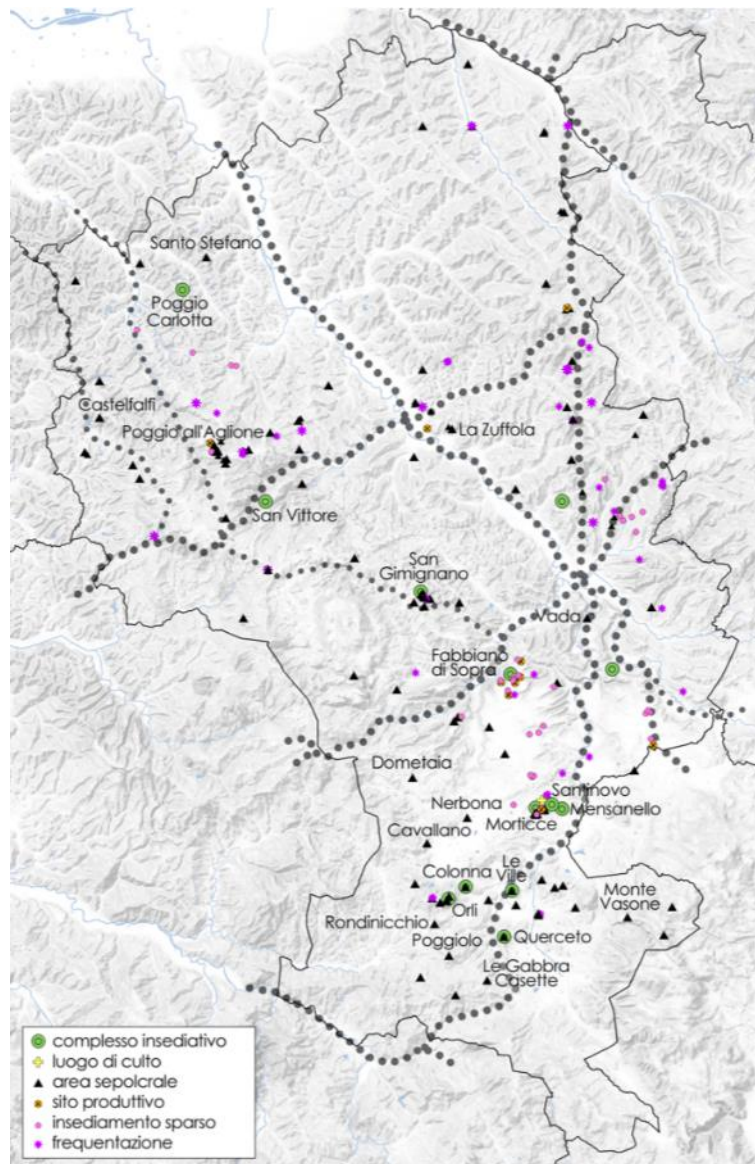 Santo Stefano
Poggio
Carlotta
Castelfalfi
Poggio all'Aglione
La Zuffola
San Vittore
San
Gimignano
Vada
Fabbiano
di Sopra
Dometaia
Nerbona
Santinovo
Mensanello
Morticce
Cavallano
Colonna
Le
Ville
Orli
Monte
Vasone
Rondinicchio
Poggiolo
Querceto
Le Gabbra
Casette
complesso insediativo
luogo di culto
area sepolcrale
sito produttivo
insediamento sparso
frequentazione